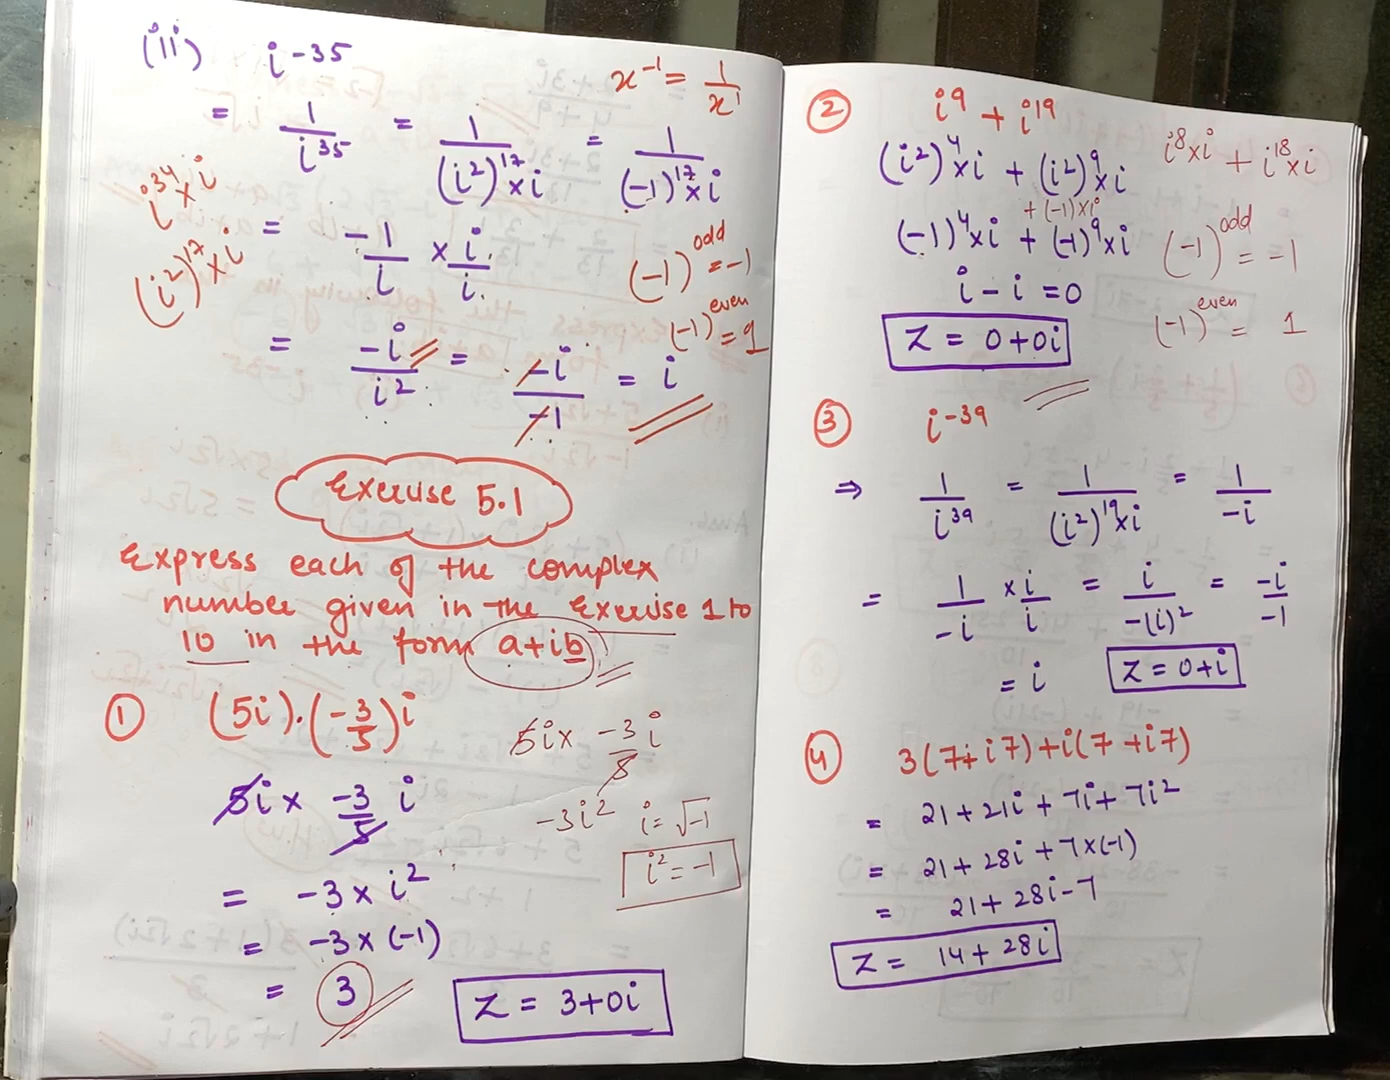 (ii) i^-35
x^-1 = 1/x^1
= 1/i^35 = 1/((i²)^17 × i) = 1/((-1)^17 × i)
i^34 × i
(i²)^17 × i
= -1/i × i/i
(-1)^odd = -1
(-1)^even = 1
= -i/i² = -i/-1 = i
Exercise 5.1
Express each of the complex
number given in the Exercise 1 to
10 in the form a+ib
① (5i)·(-3/5)i
5i × -3/5 i
5i × -3/5 i
-3i² i = √-1
i² = -1
= -3 × i²
= -3 × (-1)
= 3
Z = 3+0i
② i^9 + i^19
(i²)^4 × i + (i²)^9 × i
i^8 × i + i^18 × i
+ (-1) × i
(-1)^4 × i + (-1)^9 × i
(-1)^odd = -1
i - i = 0
(-1)^even = 1
Z = 0+0i
③ i^-39
⇒ 1/i^39 = 1/((i²)^19 × i) = 1/-i
= 1/-i × i/i = i/-(i)² = -i/-1
= i
Z = 0+i
④ 3(7+i7)+i(7+i7)
= 21+21i+7i+7i²
= 21+28i+7×(-1)
= 21+28i-7
Z = 14+28i